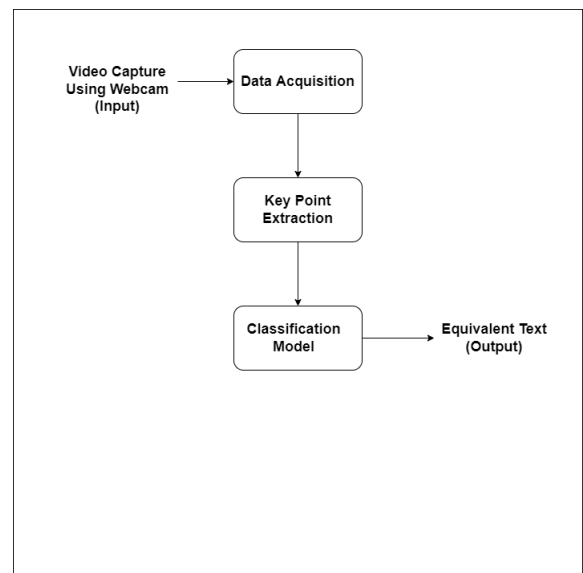 Video Capture
Using Webcam
(Input)
Data Acquisition
Key Point
Extraction
Classification
Model
Equivalent Text
(Output)